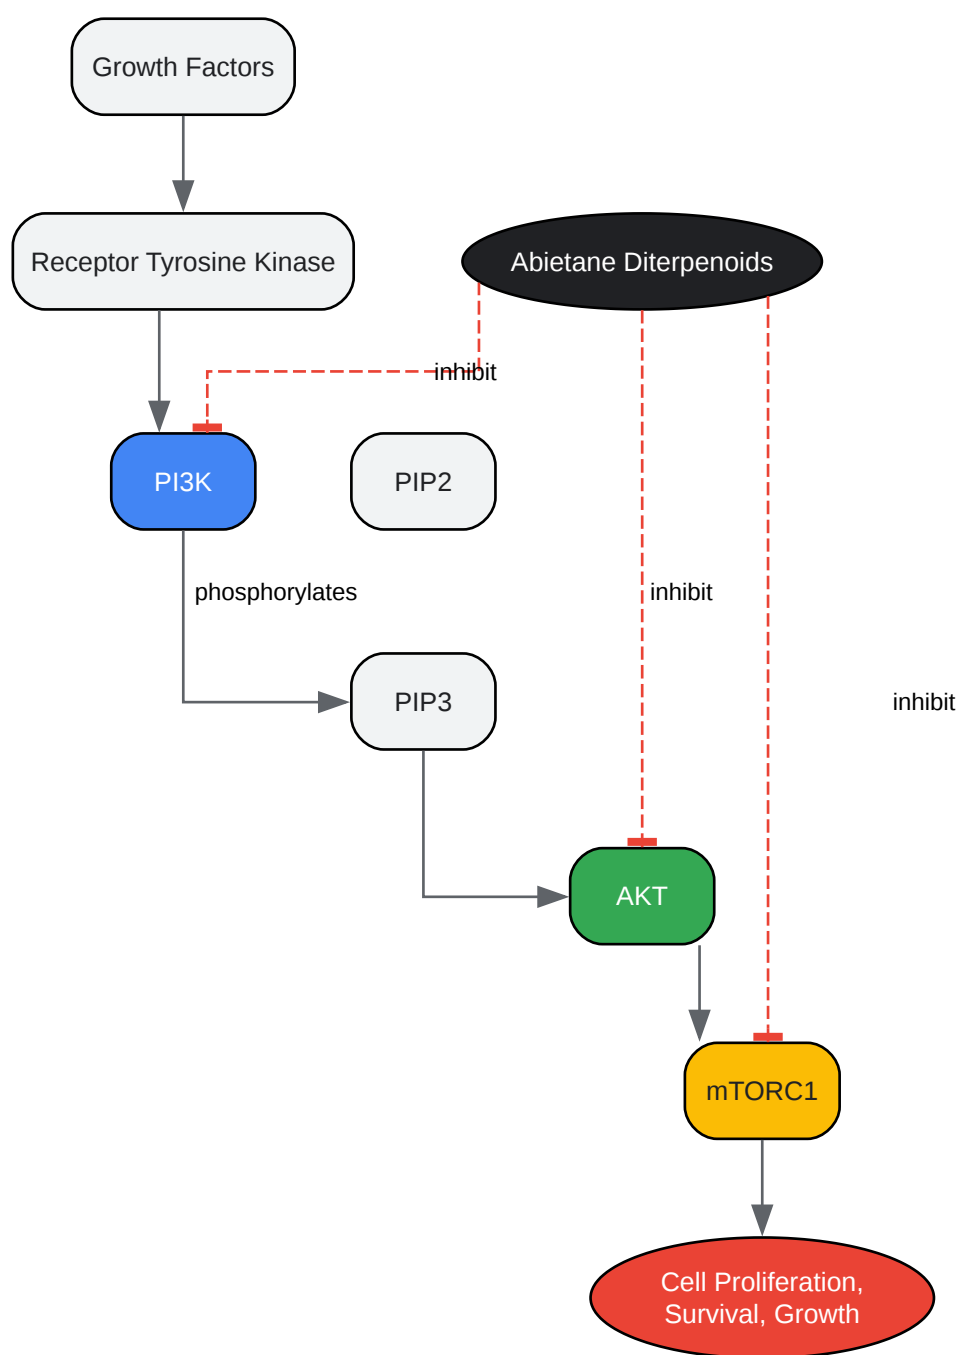 Growth Factors
Receptor Tyrosine Kinase
Abietane Diterpenoids
inhibit
PI3K
PIP2
phosphorylates
inhibit
PIP3
inhibit
AKT
mTORC1
Cell Proliferation,
Survival, Growth